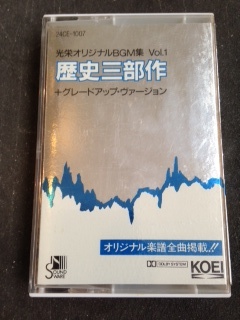 24CE-1007
光栄オリジナルBGM集 Vol.1
歴史三部作
+グレードアップ・ヴァージョン
オリジナル楽譜全曲掲載!!
SOUND WARE
DOLBY SYSTEM
KOEI